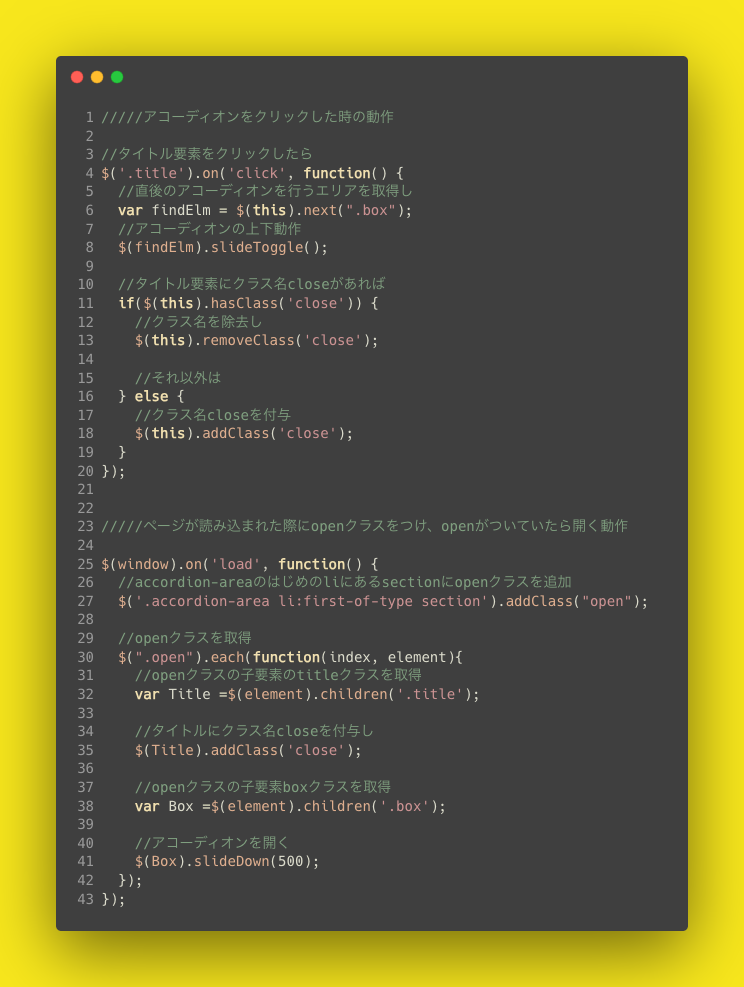 1 /////アコーディオンをクリックした時の動作
2
3 //タイトル要素をクリックしたら
4 $('.title').on('click', function() {
5   //直後のアコーディオンを行うエリアを取得し
6   var findElm = $(this).next(".box");
7   //アコーディオンの上下動作
8   $(findElm).slideToggle();
9
10   //タイトル要素にクラス名closeがあれば
11   if($(this).hasClass('close')) {
12     //クラス名を除去し
13     $(this).removeClass('close');
14
15     //それ以外は
16   } else {
17     //クラス名closeを付与
18     $(this).addClass('close');
19   }
20 });
21
22
23 /////ページが読み込まれた際にopenクラスをつけ、openがついていたら開く動作
24
25 $(window).on('load', function() {
26   //accordion-areaのはじめのliにあるsectionにopenクラスを追加
27   $('.accordion-area li:first-of-type section').addClass("open");
28
29   //openクラスを取得
30   $(".open").each(function(index, element){
31     //openクラスの子要素のtitleクラスを取得
32     var Title =$(element).children('.title');
33
34     //タイトルにクラス名closeを付与し
35     $(Title).addClass('close');
36
37     //openクラスの子要素boxクラスを取得
38     var Box =$(element).children('.box');
39
40     //アコーディオンを開く
41     $(Box).slideDown(500);
42   });
43 });